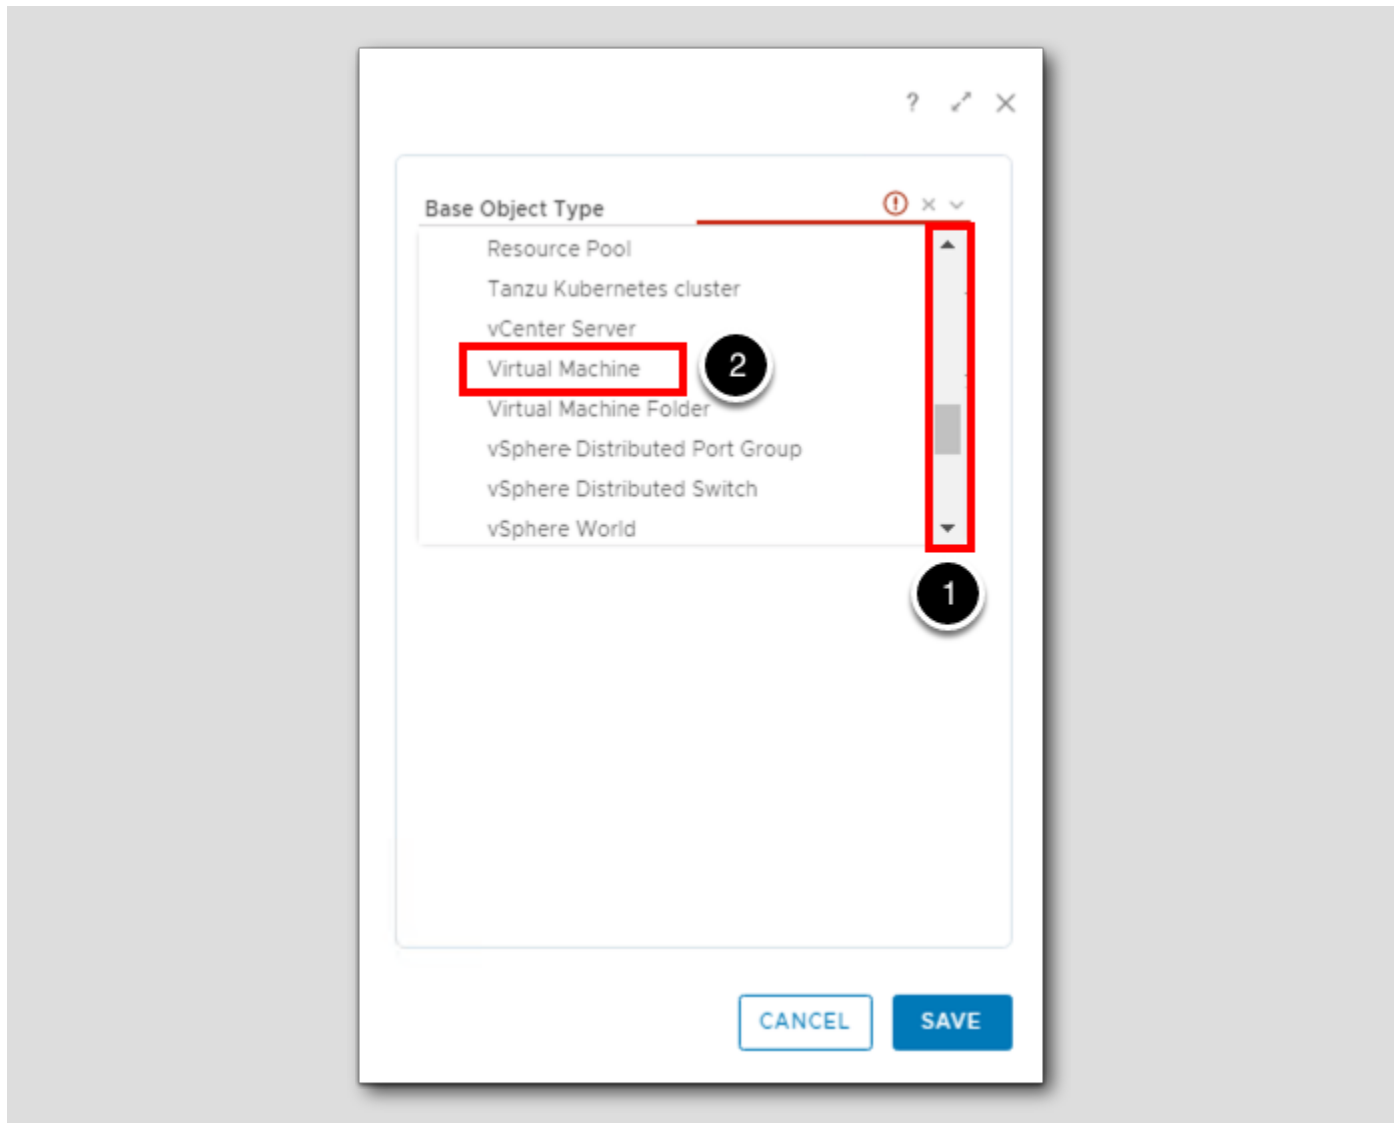 ?
Base Object Type
Resource Pool
Tanzu Kubernetes cluster
vCenter Server
Virtual Machine
2
Virtual Machine Folder
vSphere Distributed Port Group
vSphere Distributed Switch
vSphere World
1
CANCEL
SAVE